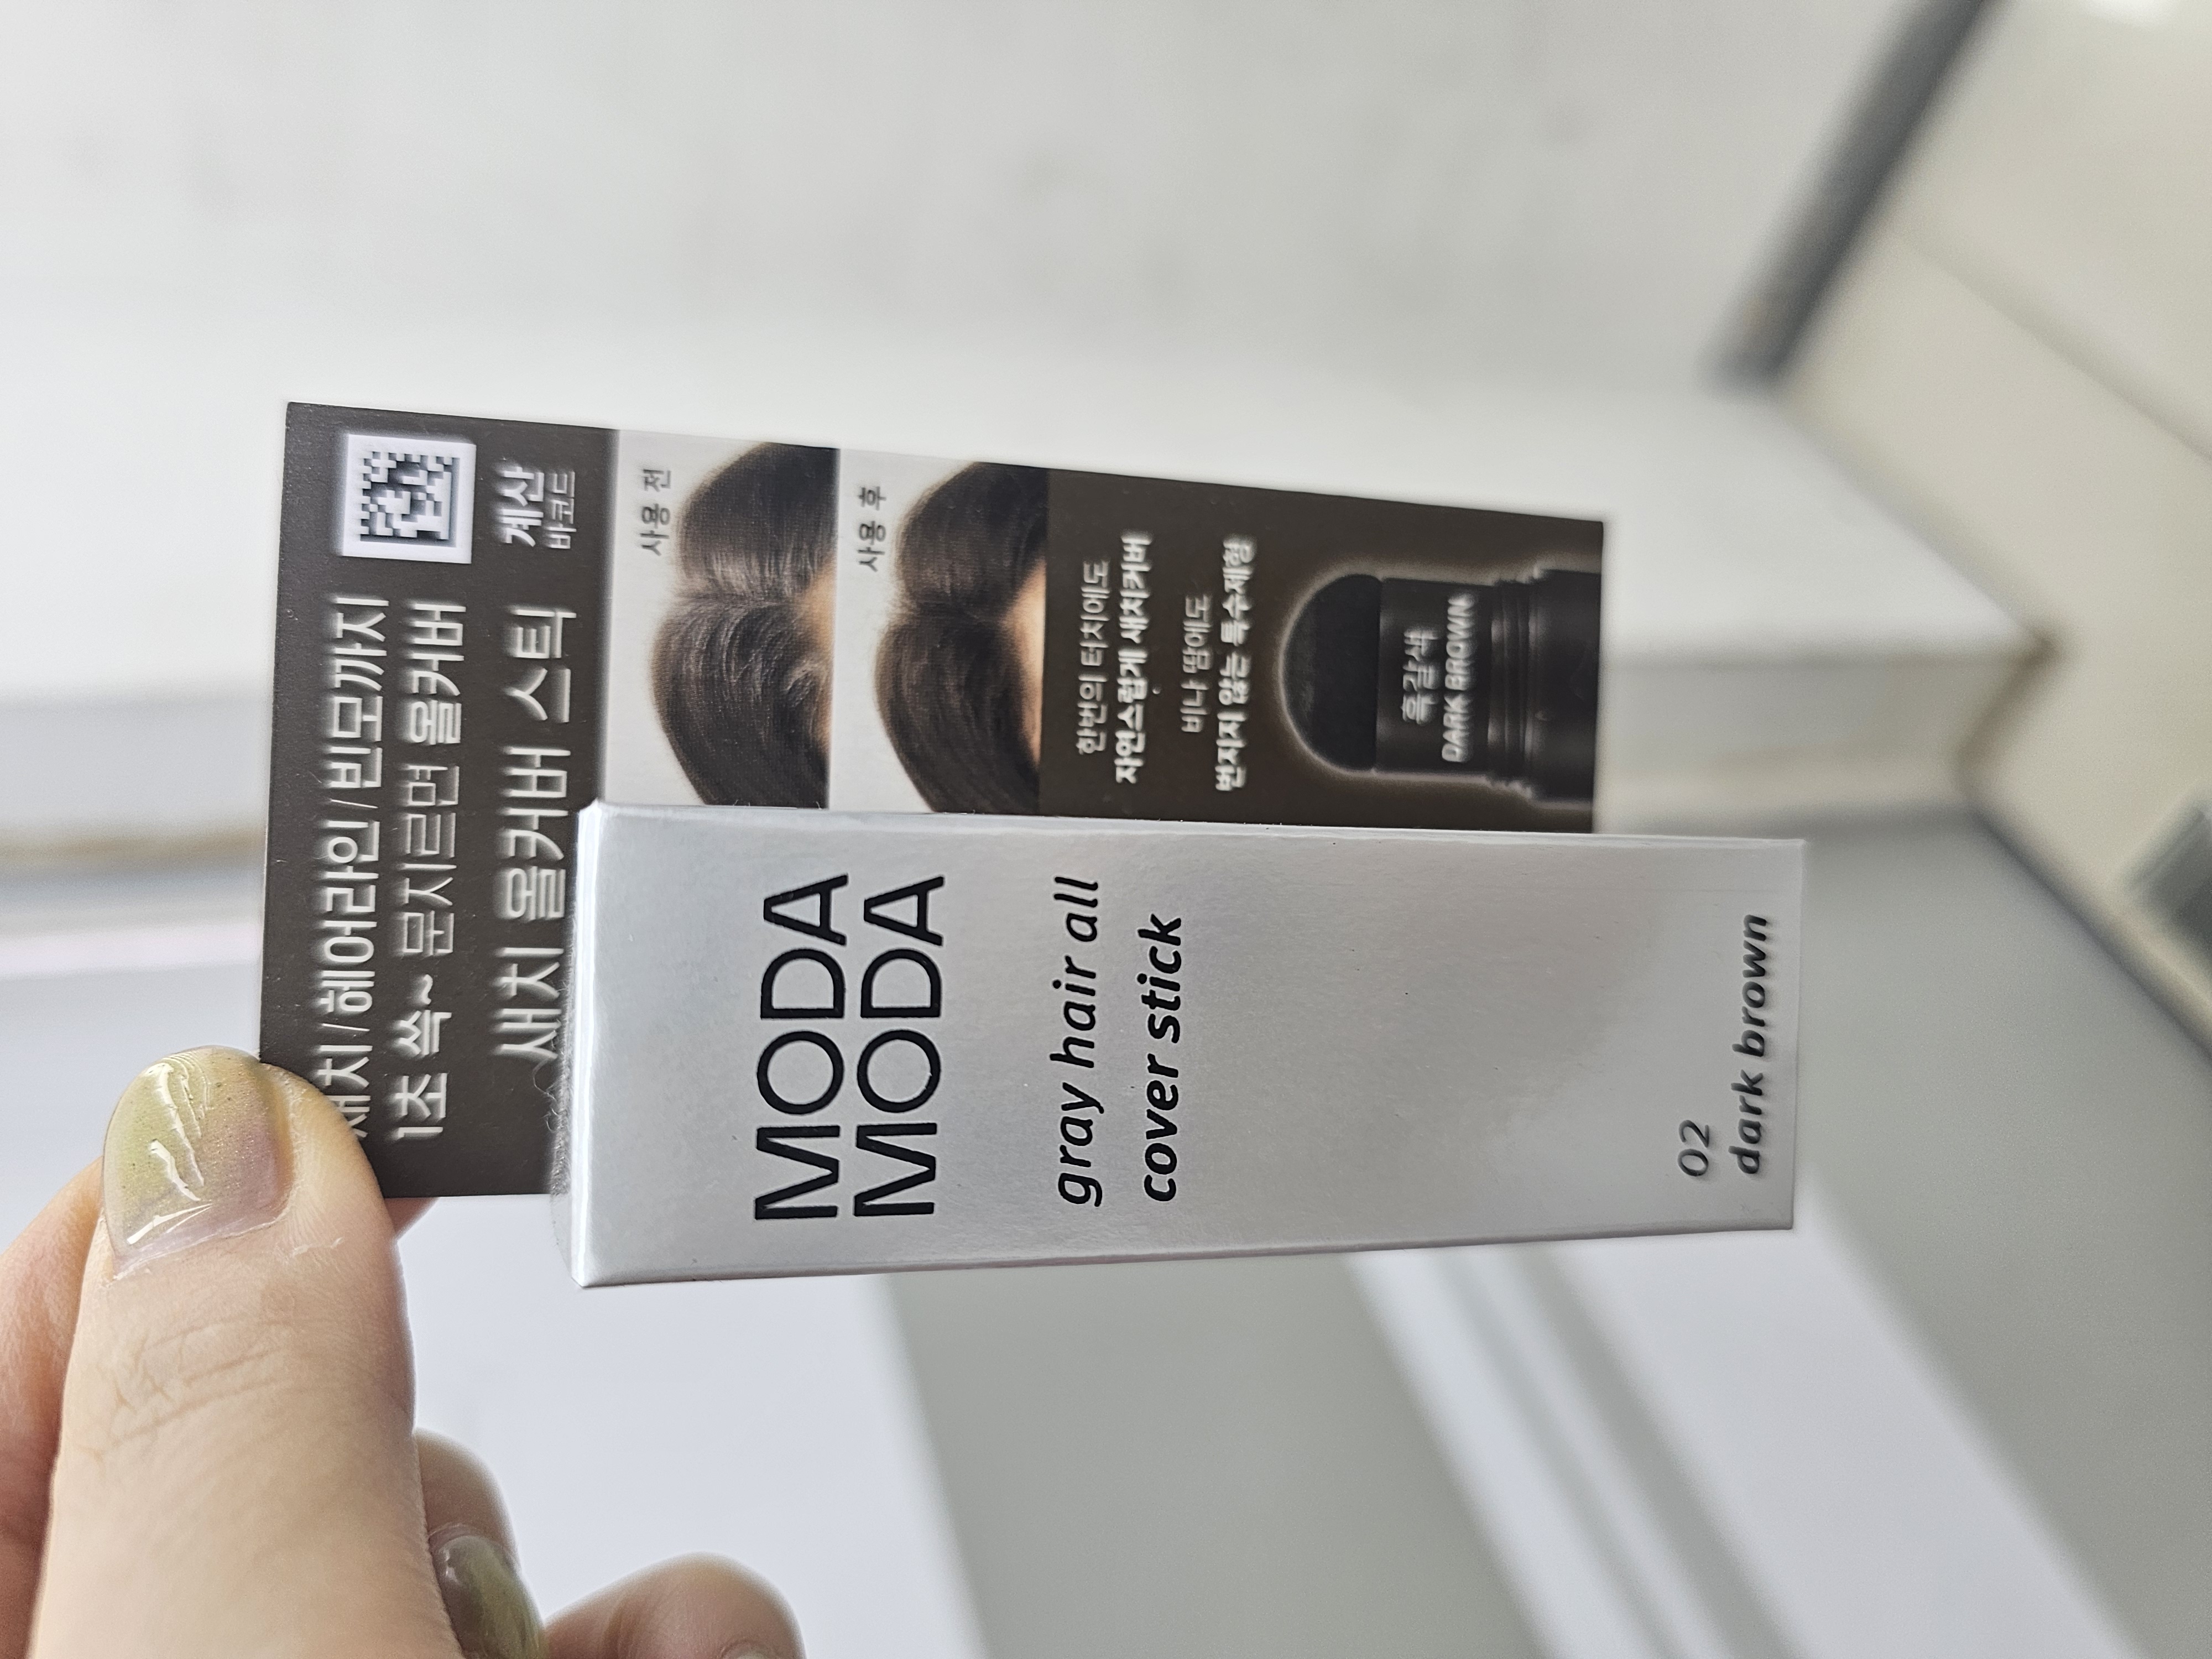 새치 / 헤어라인 / 빈모까지
1초 쓱~ 문지르면 올커버
새치 올커버 스틱
계산
바코드
사용 전
사용 후
한번의 터치에도
자연스럽게 새치커버
비나 땀에도
번지지 않는 특수제형
흑갈색
DARK BROWN
MODA
MODA
gray hair all
cover stick
02
dark brown